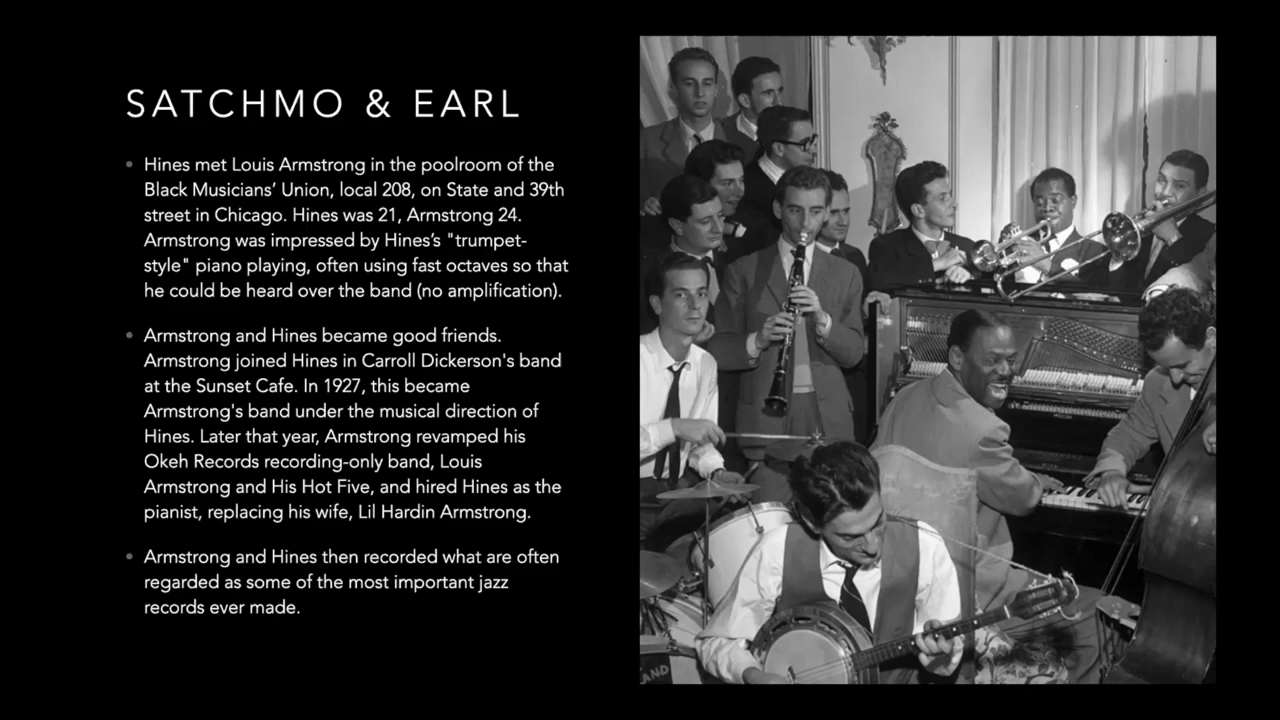 SATCHMO & EARL
• Hines met Louis Armstrong in the poolroom of the
Black Musicians’ Union, local 208, on State and 39th
street in Chicago. Hines was 21, Armstrong 24.
Armstrong was impressed by Hines’s "trumpet-
style" piano playing, often using fast octaves so that
he could be heard over the band (no amplification).
• Armstrong and Hines became good friends.
Armstrong joined Hines in Carroll Dickerson's band
at the Sunset Cafe. In 1927, this became
Armstrong's band under the musical direction of
Hines. Later that year, Armstrong revamped his
Okeh Records recording-only band, Louis
Armstrong and His Hot Five, and hired Hines as the
pianist, replacing his wife, Lil Hardin Armstrong.
• Armstrong and Hines then recorded what are often
regarded as some of the most important jazz
records ever made.
AND